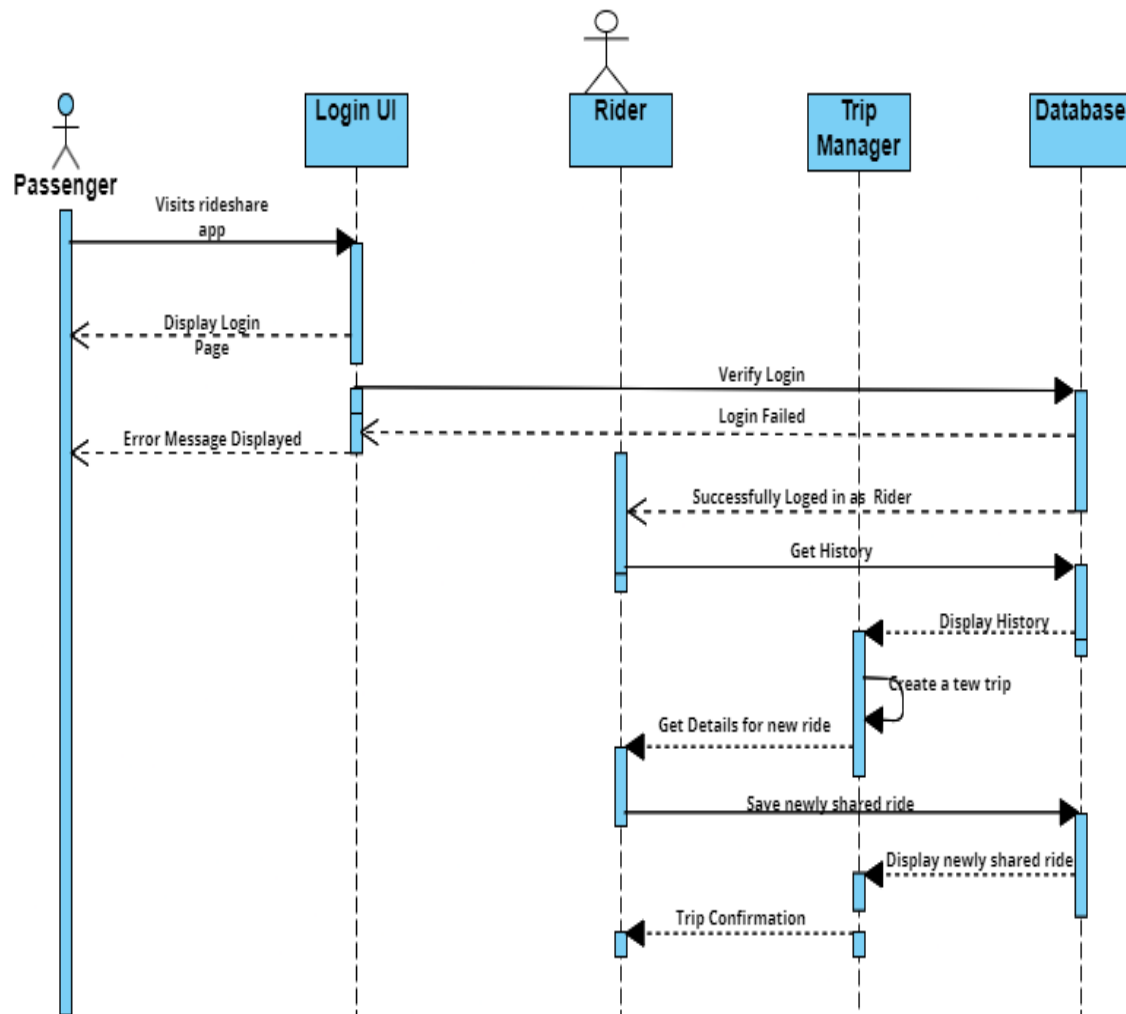 Login UI
Rider
Trip
Manager
Database
Passenger
Visits rideshare
app
Display Login
Page
Verify Login
Login Failed
Error Message Displayed
Successfully Loged in as Rider
Get History
Display History
Create a tew trip
Get Details for new ride
Save newly shared ride
Display newly shared ride
Trip Confirmation